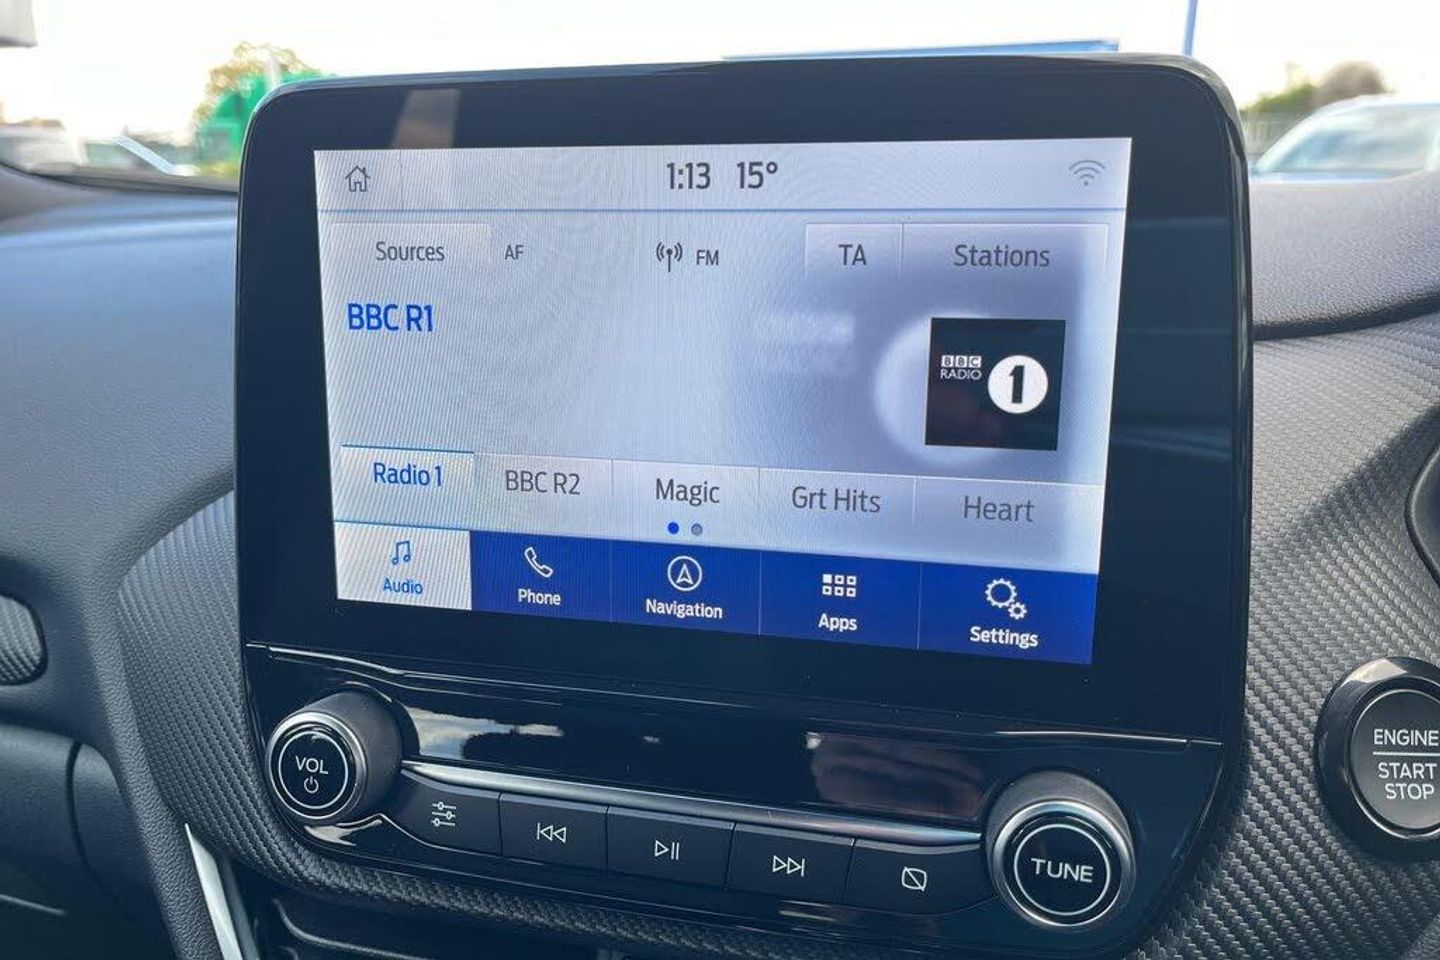 1:13 15°
Sources AF FM TA Stations
BBC R1
BBC
RADIO 1
Radio 1 BBC R2 Magic Grt Hits Heart
Audio Phone Navigation Apps Settings
VOL
TUNE
ENGINE
START
STOP